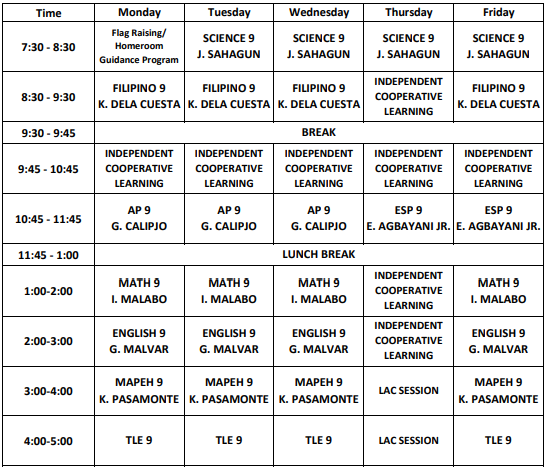 Time Monday Tuesday Wednesday Thursday Friday
7:30 - 8:30
Flag Raising/
Homeroom
Guidance Program
SCIENCE 9
J. SAHAGUN
SCIENCE 9
J. SAHAGUN
SCIENCE 9
J. SAHAGUN
SCIENCE 9
J. SAHAGUN
8:30 - 9:30
FILIPINO 9
K. DELA CUESTA
FILIPINO 9
K. DELA CUESTA
FILIPINO 9
K. DELA CUESTA
INDEPENDENT
COOPERATIVE
LEARNING
FILIPINO 9
K. DELA CUESTA
9:30 - 9:45 BREAK
9:45 - 10:45
INDEPENDENT
COOPERATIVE
LEARNING
INDEPENDENT
COOPERATIVE
LEARNING
INDEPENDENT
COOPERATIVE
LEARNING
INDEPENDENT
COOPERATIVE
LEARNING
INDEPENDENT
COOPERATIVE
LEARNING
10:45 - 11:45
AP 9
G. CALIPJO
AP 9
G. CALIPJO
AP 9
G. CALIPJO
ESP 9
E. AGBAYANI JR.
ESP 9
E. AGBAYANI JR.
11:45 - 1:00 LUNCH BREAK
1:00-2:00
MATH 9
I. MALABO
MATH 9
I. MALABO
MATH 9
I. MALABO
INDEPENDENT
COOPERATIVE
LEARNING
MATH 9
I. MALABO
2:00-3:00
ENGLISH 9
G. MALVAR
ENGLISH 9
G. MALVAR
ENGLISH 9
G. MALVAR
INDEPENDENT
COOPERATIVE
LEARNING
ENGLISH 9
G. MALVAR
3:00-4:00
MAPEH 9
K. PASAMONTE
MAPEH 9
K. PASAMONTE
MAPEH 9
K. PASAMONTE
LAC SESSION
MAPEH 9
K. PASAMONTE
4:00-5:00 TLE 9 TLE 9 TLE 9 LAC SESSION TLE 9